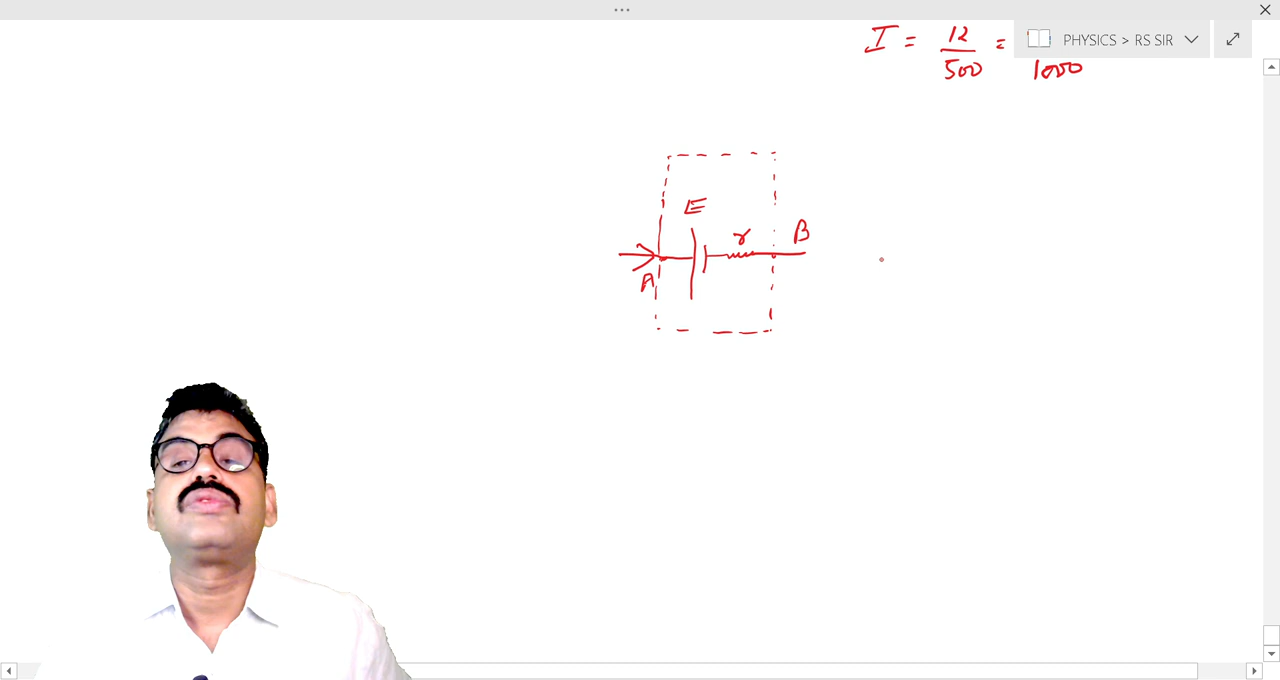 I = 12/500 =
1000
PHYSICS > RS SIR
E
r
B
A